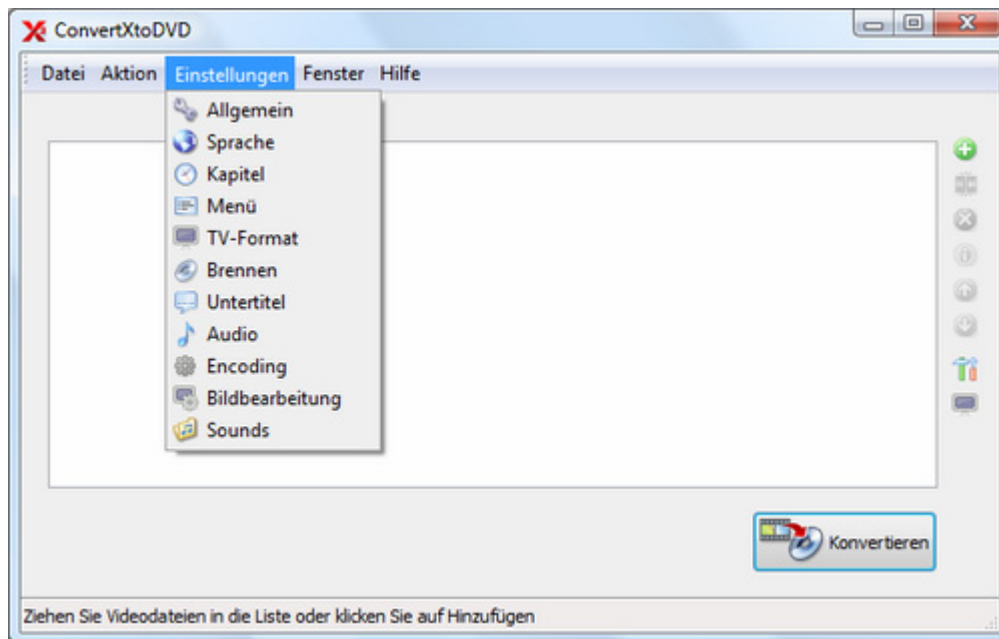 ConvertXtoDVD
Datei Aktion Einstellungen Fenster Hilfe
Allgemein
Sprache
Kapitel
Menü
TV-Format
Brennen
Untertitel
Audio
Encoding
Bildbearbeitung
Sounds
Konvertieren
Ziehen Sie Videodateien in die Liste oder klicken Sie auf Hinzufügen